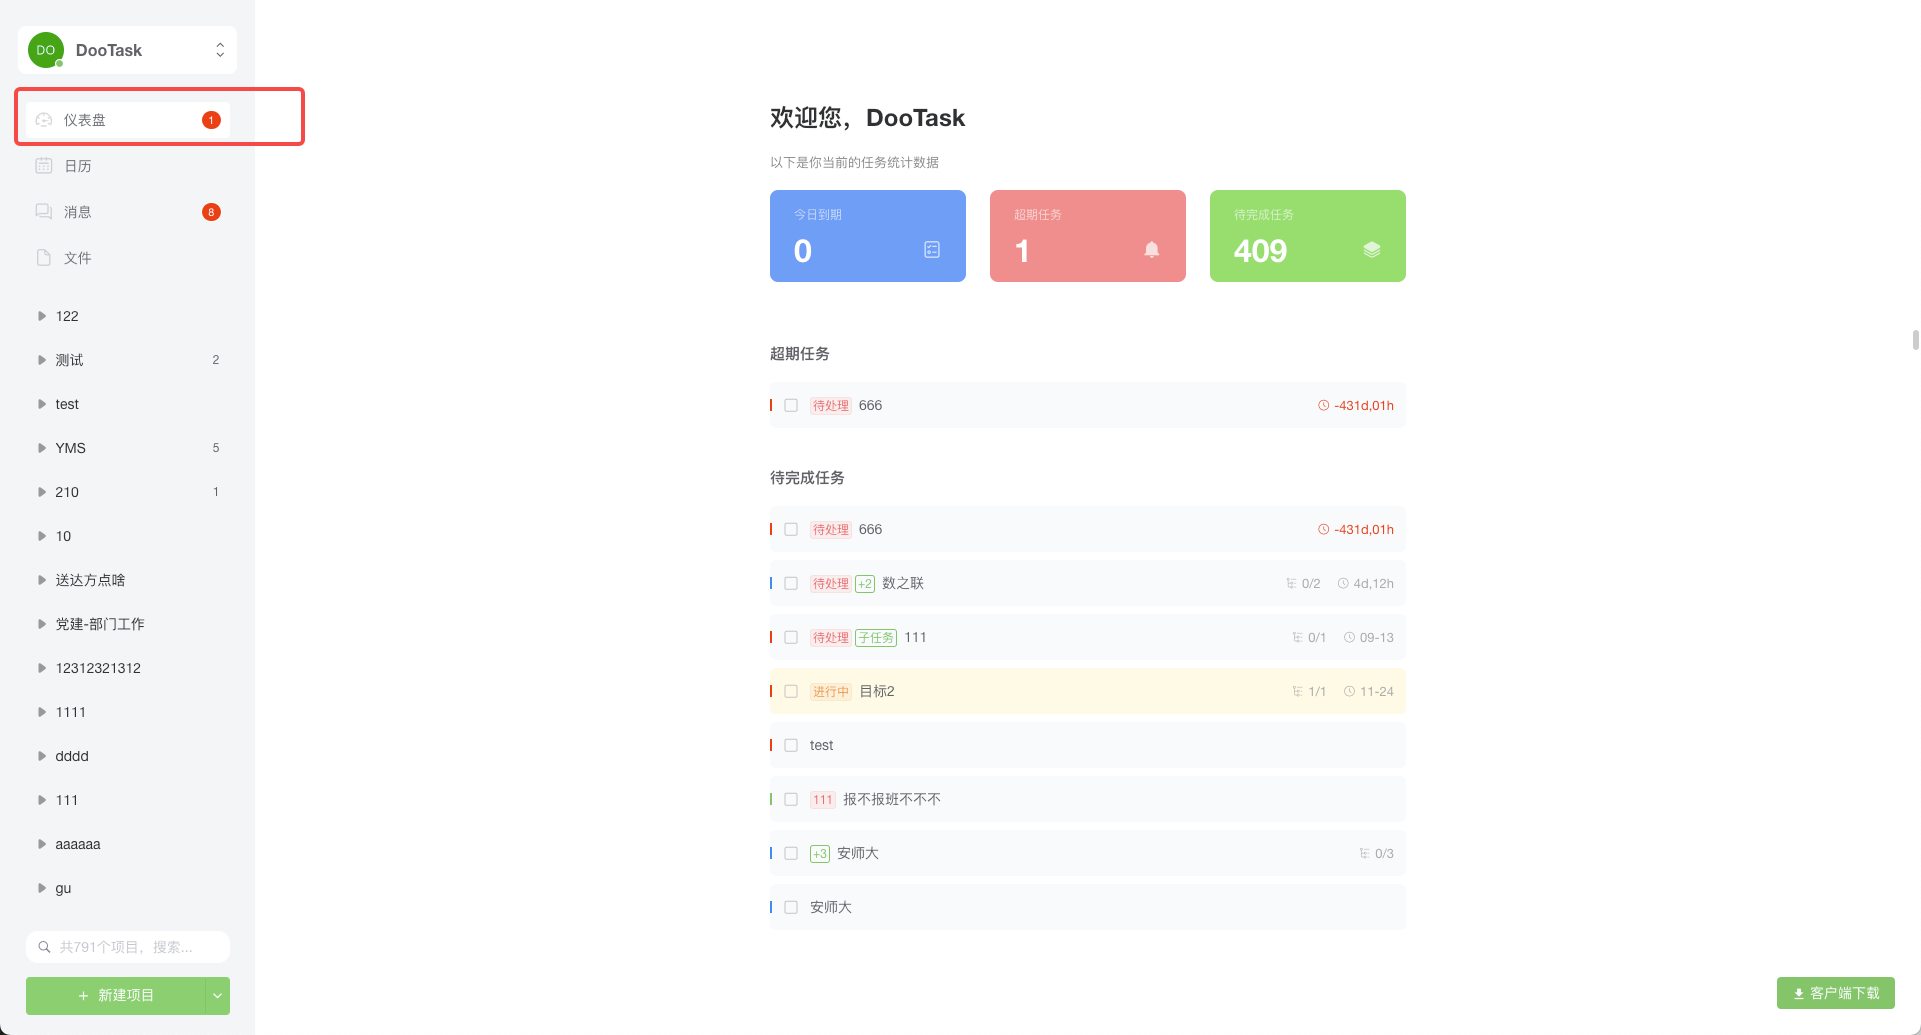 DO DooTask
仪表盘 1
日历
消息 8
文件
122
测试 2
test
YMS 5
210 1
10
送达方点啥
党建-部门工作
12312321312
1111
dddd
111
aaaaaa
gu
共791个项目，搜索...
+ 新建项目
欢迎您，DooTask
以下是你当前的任务统计数据
今日到期
0
超期任务
1
待完成任务
409
超期任务
待处理 666 -431d,01h
待完成任务
待处理 666 -431d,01h
待处理 +2 数之联 0/2 4d,12h
待处理 子任务 111 0/1 09-13
进行中 目标2 1/1 11-24
test
111 报不报班不不不
+3 安师大 0/3
安师大
客户端下载